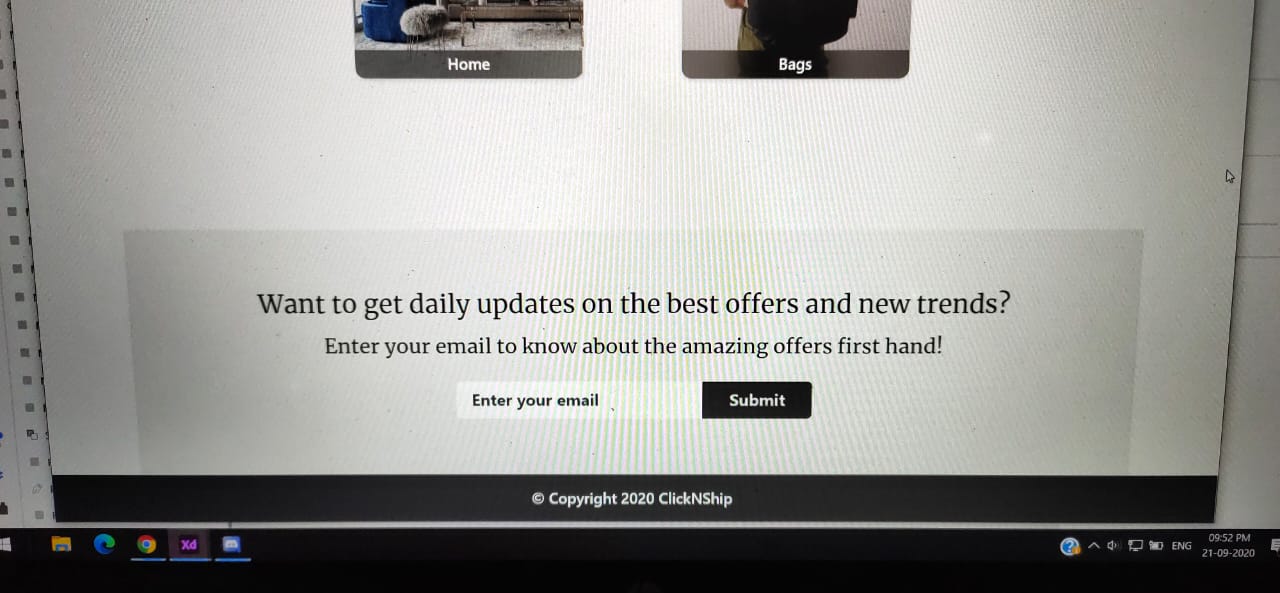 Home
Bags
Want to get daily updates on the best offers and new trends?
Enter your email to know about the amazing offers first hand!
Enter your email
Submit
© Copyright 2020 ClickNShip
Xd
ENG
09:52 PM
21-09-2020